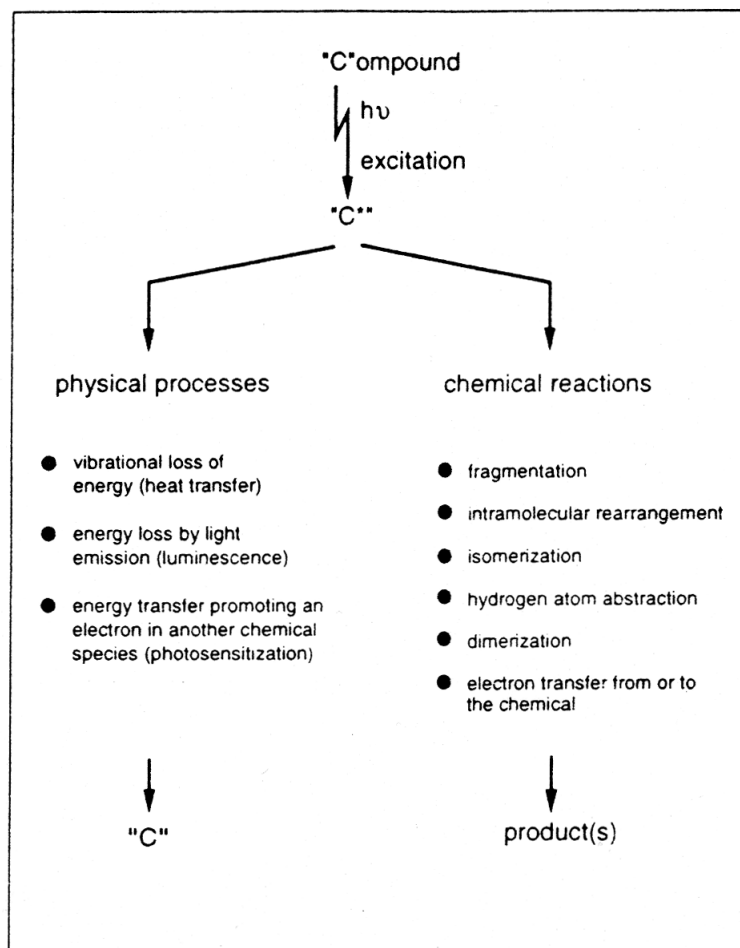 "C"ompound
hυ
excitation
"C*"
physical processes
chemical reactions
● vibrational loss of
energy (heat transfer)
● energy loss by light
emission (luminescence)
● energy transfer promoting an
electron in another chemical
species (photosensitization)
● fragmentation
● intramolecular rearrangement
● isomerization
● hydrogen atom abstraction
● dimerization
● electron transfer from or to
the chemical
"C"
product(s)